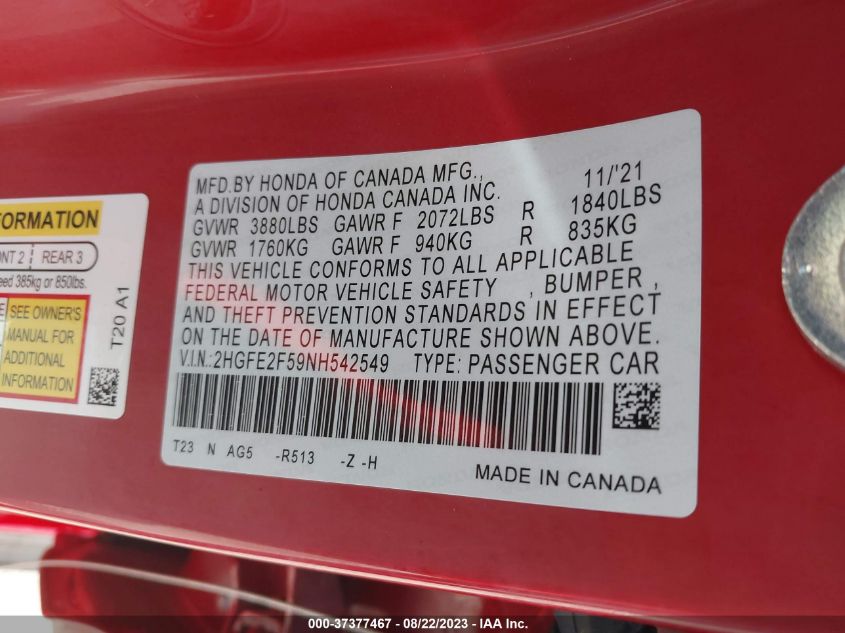 FORMATION
ONT 2 REAR 3
eed 385kg or 850lbs.
SEE OWNER'S
MANUAL FOR
ADDITIONAL
INFORMATION
T20 A1
MFD.BY HONDA OF CANADA MFG., 11/'21
A DIVISION OF HONDA CANADA INC.
GVWR 3880LBS GAWR F 2072LBS R 1840LBS
GVWR 1760KG GAWR F 940KG R 835KG
THIS VEHICLE CONFORMS TO ALL APPLICABLE
FEDERAL MOTOR VEHICLE SAFETY , BUMPER ,
AND THEFT PREVENTION STANDARDS IN EFFECT
ON THE DATE OF MANUFACTURE SHOWN ABOVE.
V.I.N.:2HGFE2F59NH542549 TYPE: PASSENGER CAR
T23 N AG5 -R513 -Z -H
MADE IN CANADA
000-37377467 - 08/22/2023 - IAA Inc.